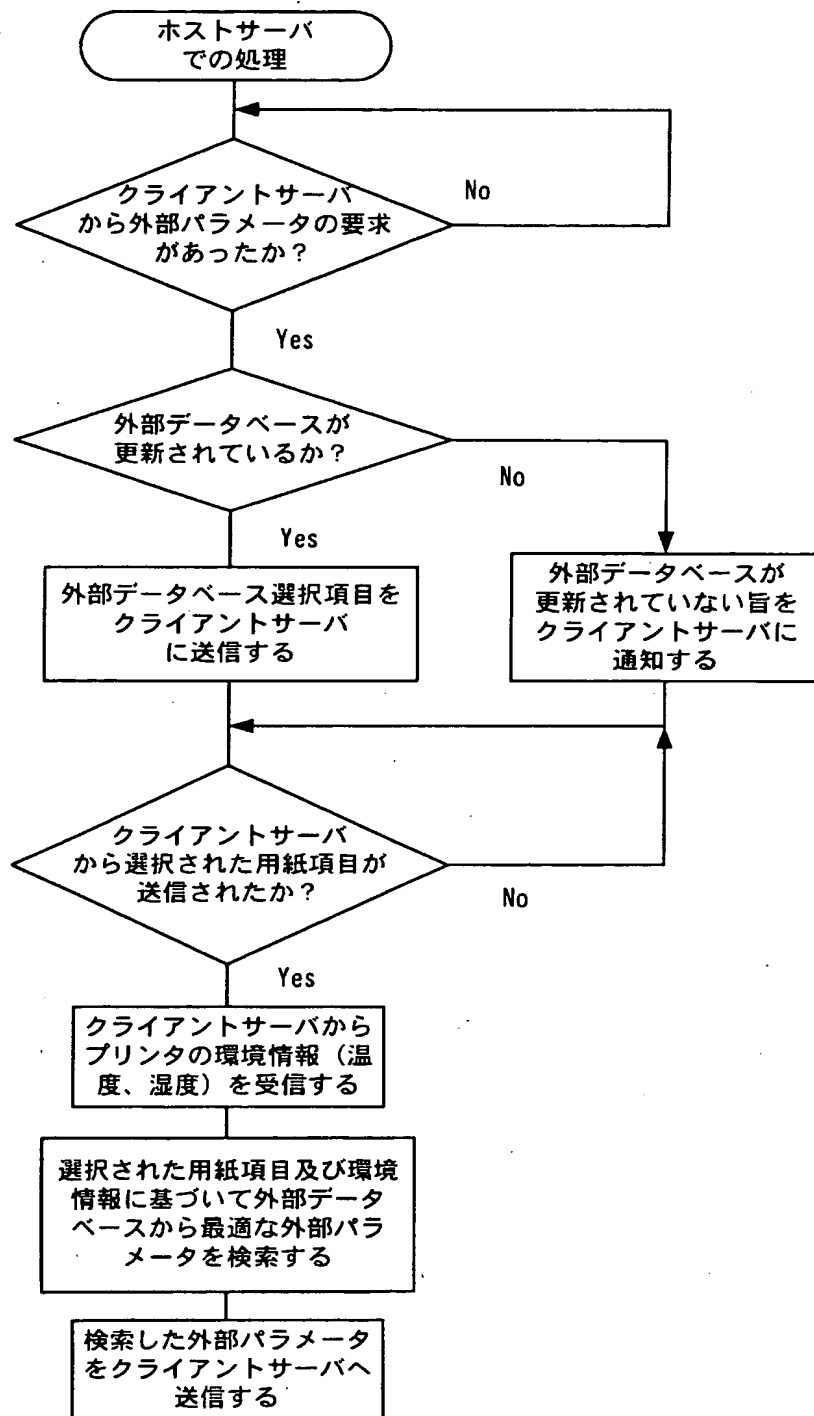 ホストサーバ
での処理
クライアントサーバ
から外部パラメータの要求
があったか？
No
Yes
外部データベースが
更新されているか？
No
Yes
外部データベース選択項目を
クライアントサーバ
に送信する
外部データベースが
更新されていない旨を
クライアントサーバに
通知する
クライアントサーバ
から選択された用紙項目が
送信されたか？
No
Yes
クライアントサーバから
プリンタの環境情報（温
度、湿度）を受信する
選択された用紙項目及び環境
情報に基づいて外部データ
ベースから最適な外部パラ
メータを検索する
検索した外部パラメータ
をクライアントサーバへ
送信する